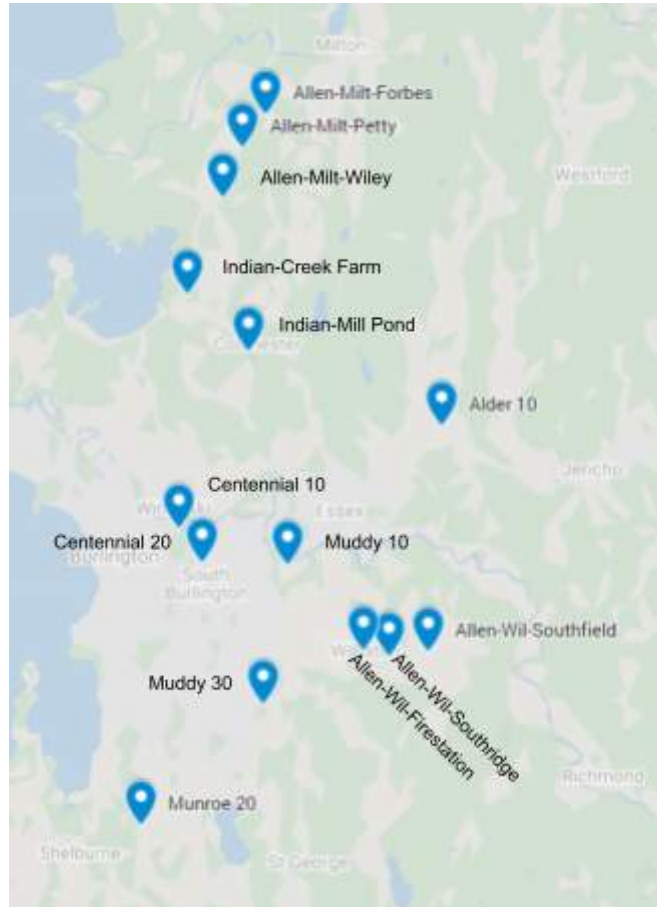 Milton
Allen-Milt-Forbes
Allen-Milt-Petty
Allen-Milt-Wiley
Westford
Indian-Creek Farm
Indian-Mill Pond
Alder 10
Jericho
Centennial 10
Essex
Centennial 20
Muddy 10
Burlington
South
Burlington
Allen-Wil-Southfield
Allen-Wil-Southridge
Allen-Wil-Firestation
Muddy 30
Richmond
Munroe 20
Shelburne
St George